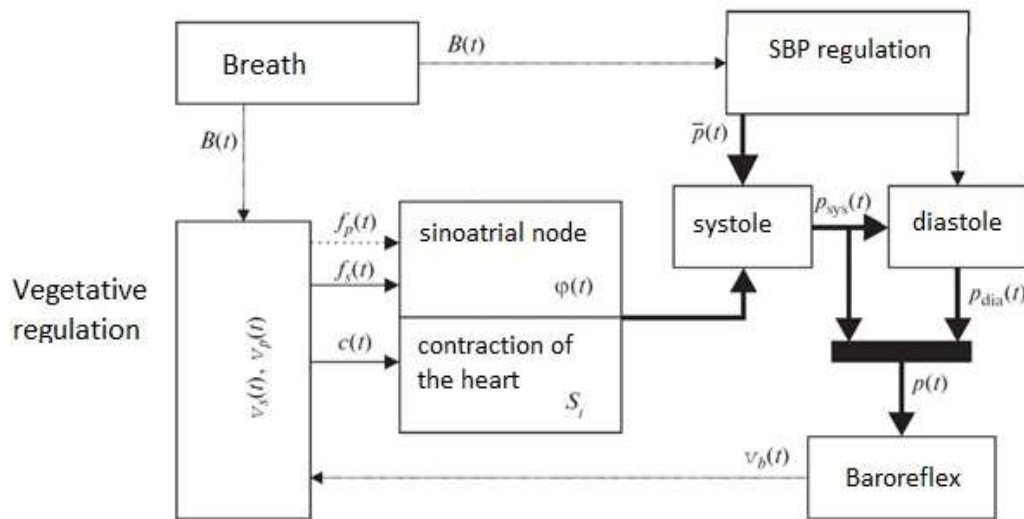 Breath
B(t)
SBP regulation
B(t)
p̅(t)
f_p(t)
sinoatrial node
f_s(t)
φ(t)
systole
p_sys(t)
diastole
Vegetative
regulation
v_s(t), v_p(t)
c(t)
contraction of
the heart
S_i
p_dia(t)
p(t)
v_b(t)
Baroreflex